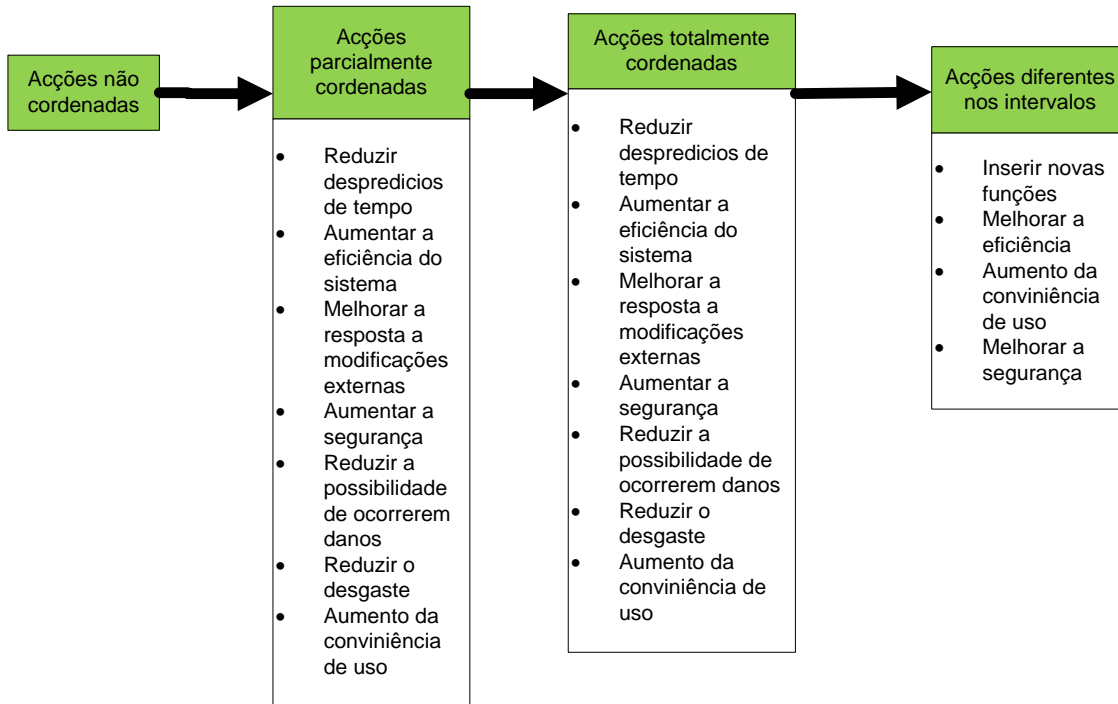 Acções não
cordenadas
Acções
parcialmente
cordenadas
• Reduzir
despredicios
de tempo
• Aumentar a
eficiência do
sistema
• Melhorar a
resposta a
modificações
externas
• Aumentar a
segurança
• Reduzir a
possibilidade
de ocorrerem
danos
• Reduzir o
desgaste
• Aumento da
conviniência
de uso
Acções totalmente
cordenadas
• Reduzir
despredicios de
tempo
• Aumentar a
eficiência do
sistema
• Melhorar a
resposta a
modificações
externas
• Aumentar a
segurança
• Reduzir a
possibilidade de
ocorrerem danos
• Reduzir o
desgaste
• Aumento da
conviniência de
uso
Acções diferentes
nos intervalos
• Inserir novas
funções
• Melhorar a
eficiência
• Aumento da
conviniência
de uso
• Melhorar a
segurança